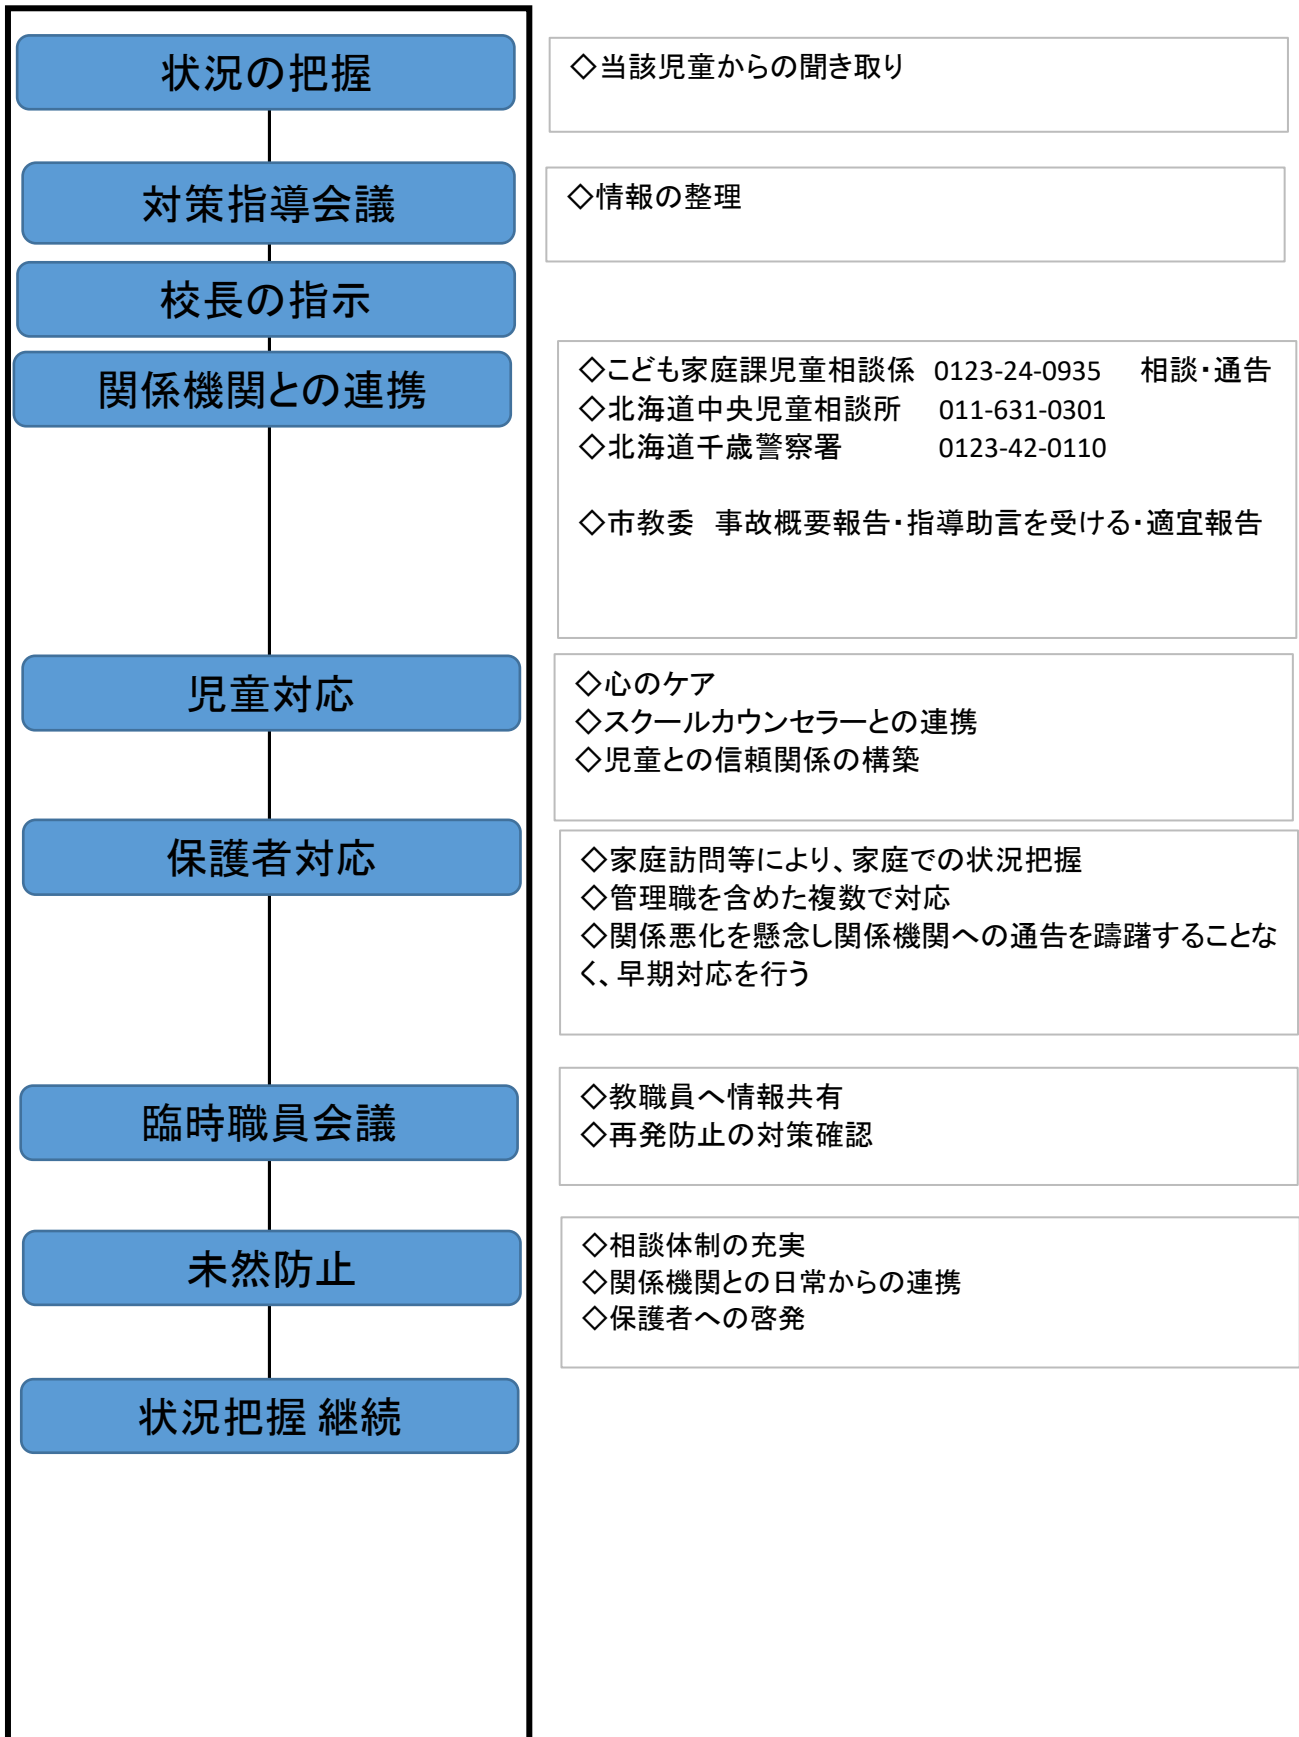 状況の把握
◇当該児童からの聞き取り
対策指導会議
◇情報の整理
校長の指示
関係機関との連携
◇こども家庭課児童相談係 0123-24-0935 相談・通告
◇北海道中央児童相談所 011-631-0301
◇北海道千歳警察署 0123-42-0110
◇市教委 事故概要報告・指導助言を受ける・適宜報告
児童対応
◇心のケア
◇スクールカウンセラーとの連携
◇児童との信頼関係の構築
保護者対応
◇家庭訪問等により、家庭での状況把握
◇管理職を含めた複数で対応
◇関係悪化を懸念し関係機関への通告を躊躇することな
く、早期対応を行う
臨時職員会議
◇教職員へ情報共有
◇再発防止の対策確認
未然防止
◇相談体制の充実
◇関係機関との日常からの連携
◇保護者への啓発
状況把握 継続